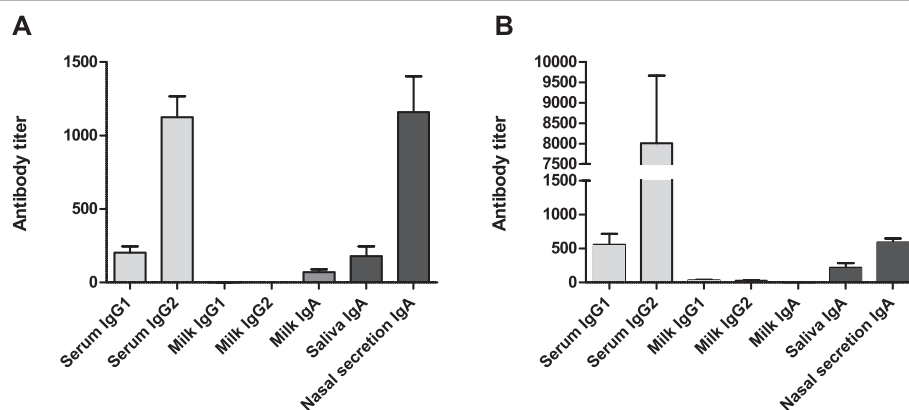 A
Antibody titer
1500
1000
500
0
Serum IgG1
Serum IgG2
Milk IgG1
Milk IgG2
Milk IgA
Saliva IgA
Nasal secretion IgA
B
Antibody titer
10000
9500
9000
8500
8000
7500
1500
1000
500
0
Serum IgG1
Serum IgG2
Milk IgG1
Milk IgG2
Milk IgA
Saliva IgA
Nasal secretion IgA